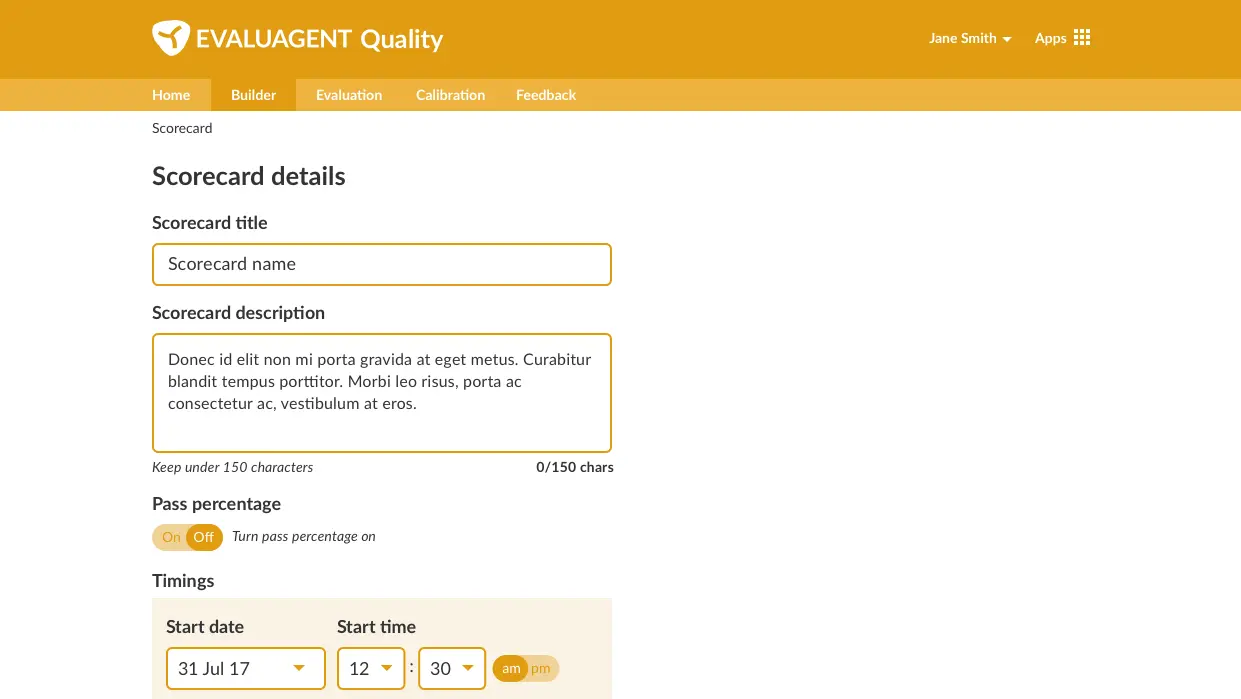 EVALUAGENT Quality
Jane Smith
Apps
Home
Builder
Evaluation
Calibration
Feedback
Scorecard
Scorecard details
Scorecard title
Scorecard name
Scorecard description
Donec id elit non mi porta gravida at eget metus. Curabitur
blandit tempus porttitor. Morbi leo risus, porta ac
consectetur ac, vestibulum at eros.
Keep under 150 characters
0/150 chars
Pass percentage
On Off
Turn pass percentage on
Timings
Start date
Start time
31 Jul 17
12 : 30
am pm